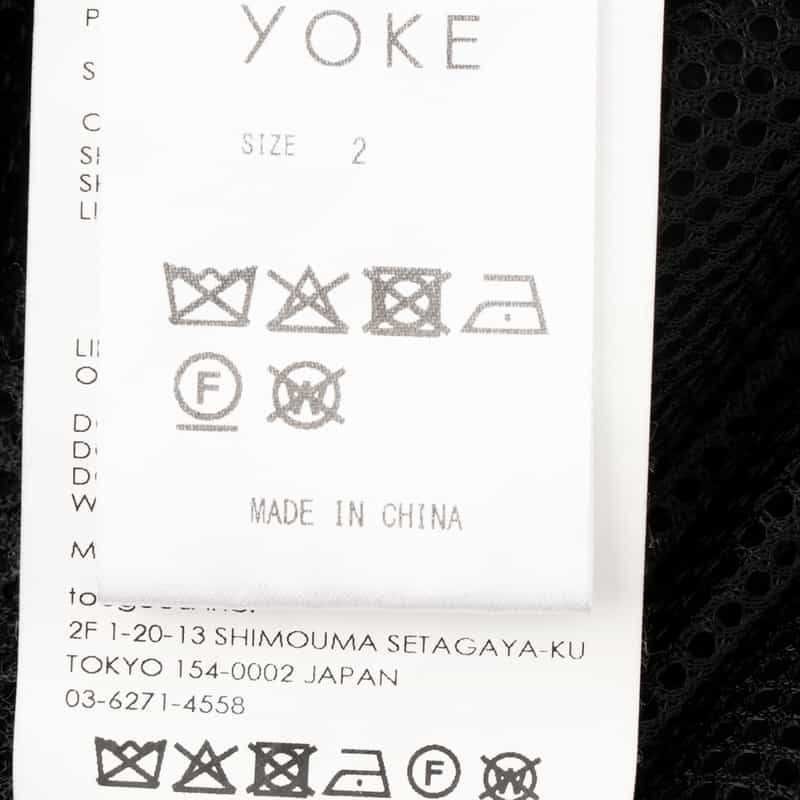 YOKE
SIZE 2
F
W
MADE IN CHINA
2F 1-20-13 SHIMOUMA SETAGAYA-KU
TOKYO 154-0002 JAPAN
03-6271-4558
F
W